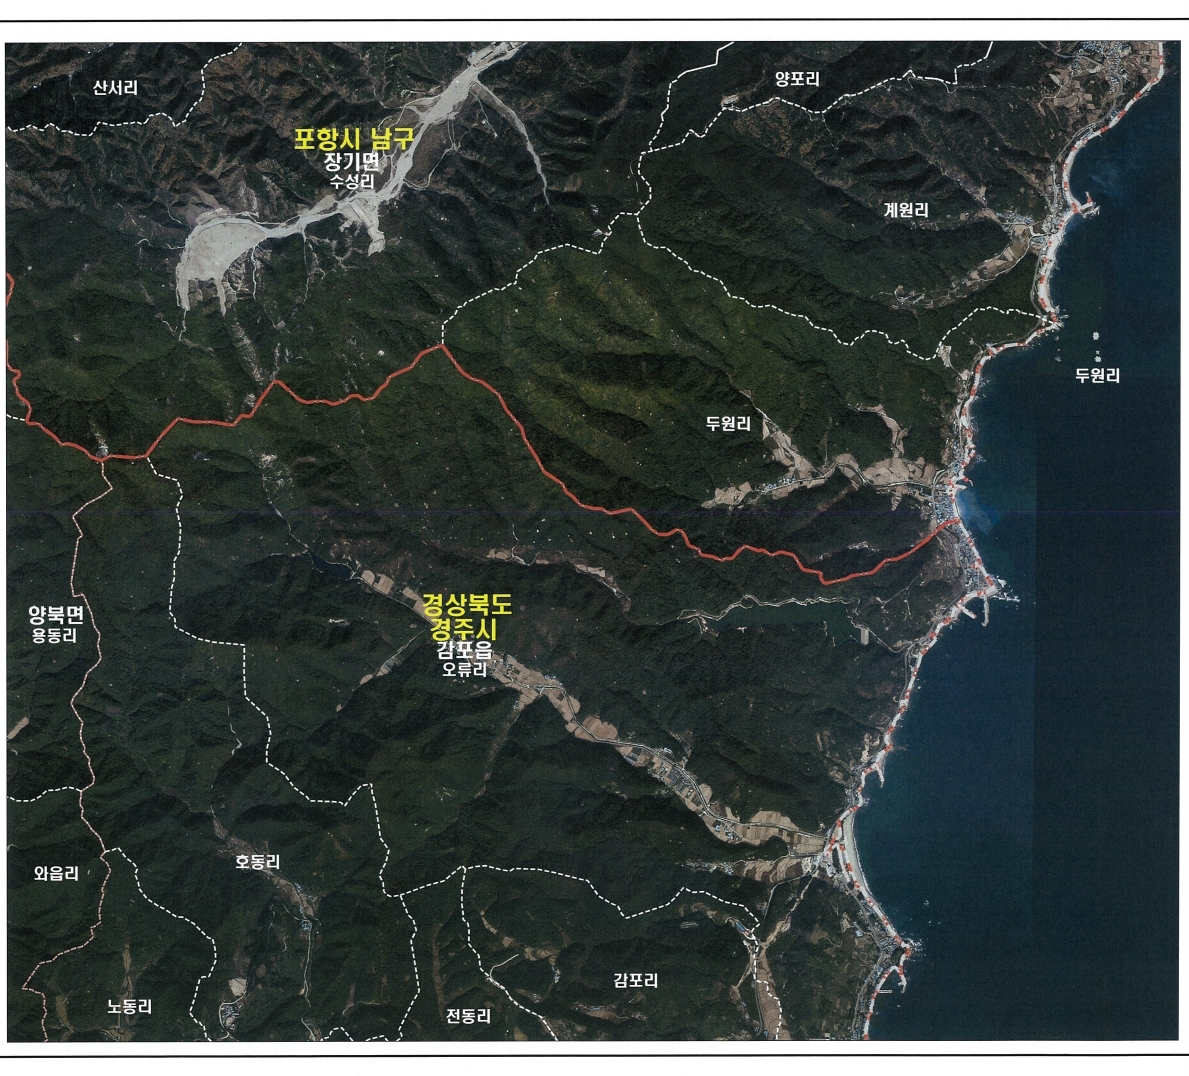 산서리
양포리
포항시 남구
장기면
수성리
계원리
두원리
두원리
경상북도
경주시
감포읍
오류리
양북면
용동리
호동리
와읍리
감포리
노동리
전동리